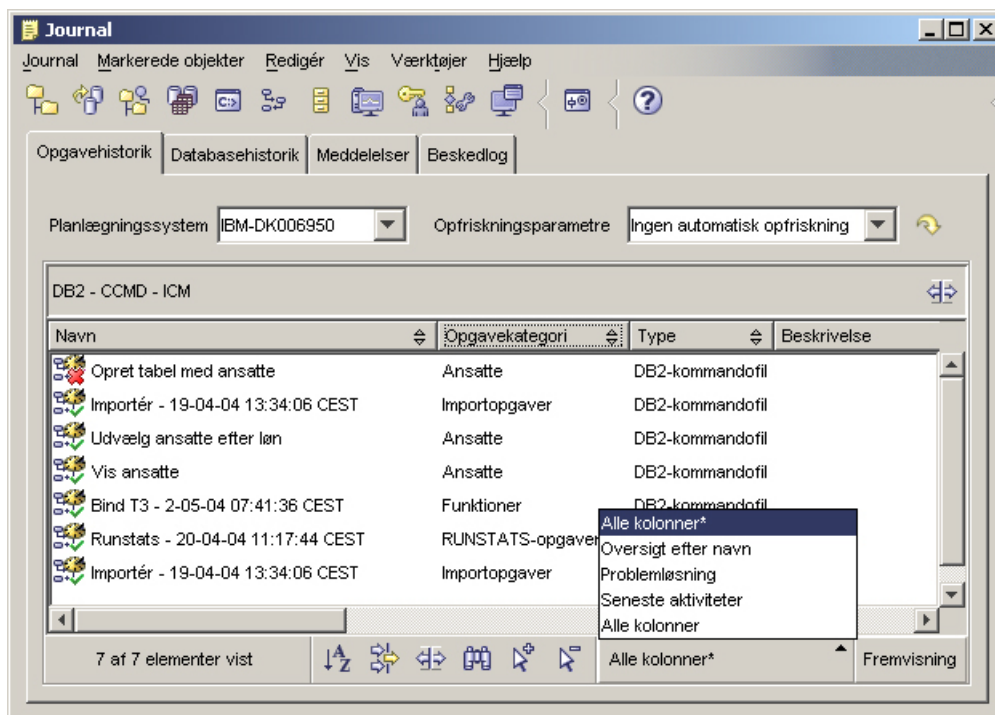 Journal
Journal Markerede objekter Redigér Vis Værktøjer Hjælp
C:\>
Opgavehistorik Databasehistorik Meddelelser Beskedlog
Planlægningssystem IBM-DK006950 Opfriskningsparametre Ingen automatisk opfriskning
DB2 - CCMD - ICM
Navn Opgavekategori Type Beskrivelse
Opret tabel med ansatte Ansatte DB2-kommandofil
Importér - 19-04-04 13:34:06 CEST Importopgaver DB2-kommandofil
Udvælg ansatte efter løn Ansatte DB2-kommandofil
Vis ansatte Ansatte DB2-kommandofil
Bind T3 - 2-05-04 07:41:36 CEST Funktioner DB2-kommandofil
Runstats - 20-04-04 11:17:44 CEST RUNSTATS-opgaver
Importér - 19-04-04 13:34:06 CEST Importopgaver
Alle kolonner*
Oversigt efter navn
Problemløsning
Seneste aktiviteter
Alle kolonner
7 af 7 elementer vist A Z Alle kolonner* Fremvisning